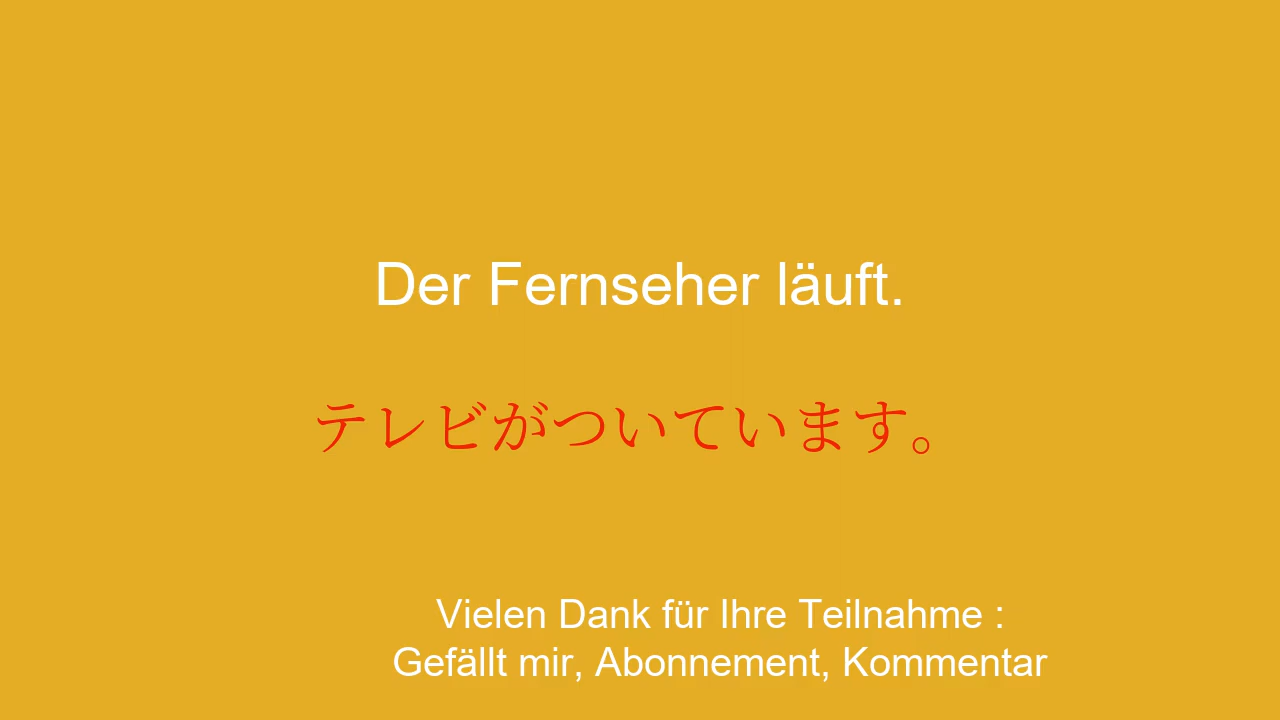 Der Fernseher läuft.
テレビがついています。
Vielen Dank für Ihre Teilnahme :
Gefällt mir, Abonnement, Kommentar